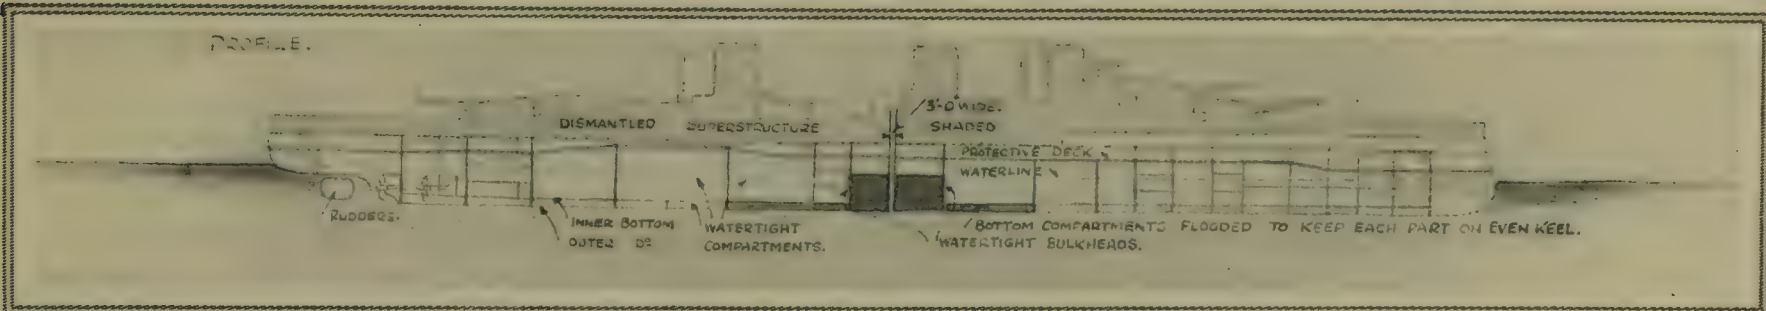 PROFILE.
3'-0 WIDE.
DISMANTLED SUPERSTRUCTURE SHADED
PROTECTIVE DECK
WATERLINE
RUDDERS.
INNER BOTTOM
OUTER Dº
WATERTIGHT
COMPARTMENTS.
BOTTOM COMPARTMENTS FLOODED TO KEEP EACH PART ON EVEN KEEL.
WATERTIGHT BULKHEADS.